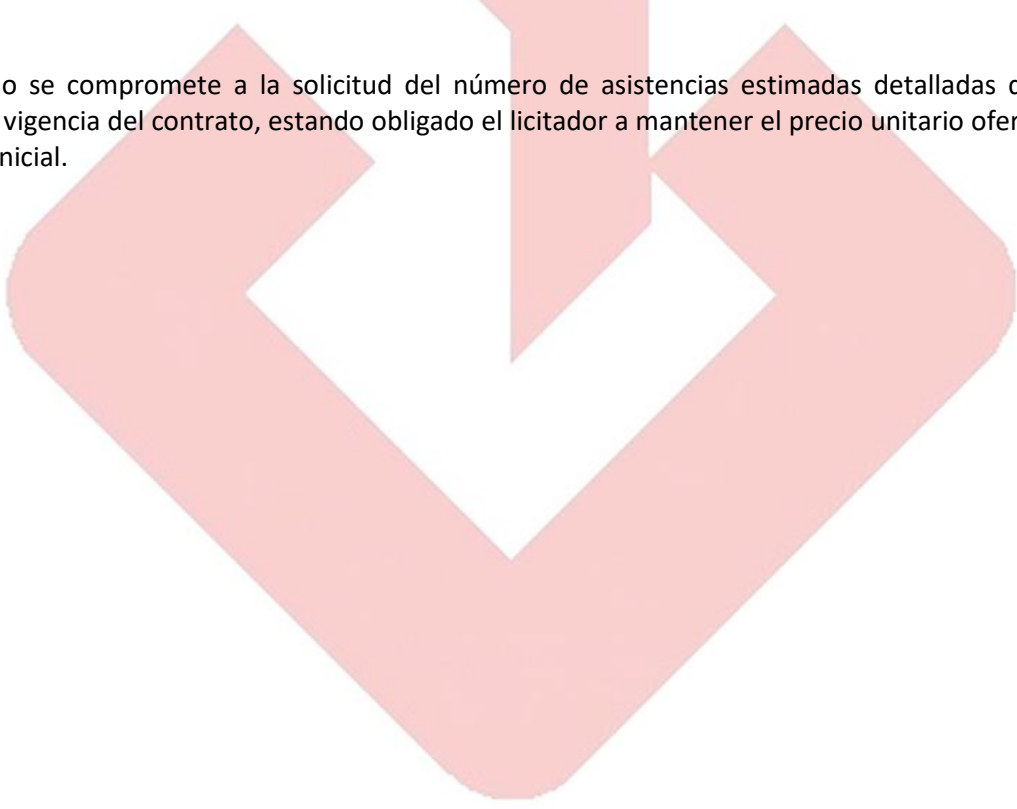 o se compromete a la solicitud del número de asistencias estimadas detalladas
vigencia del contrato, estando obligado el licitador a mantener el precio unitario
nicial.